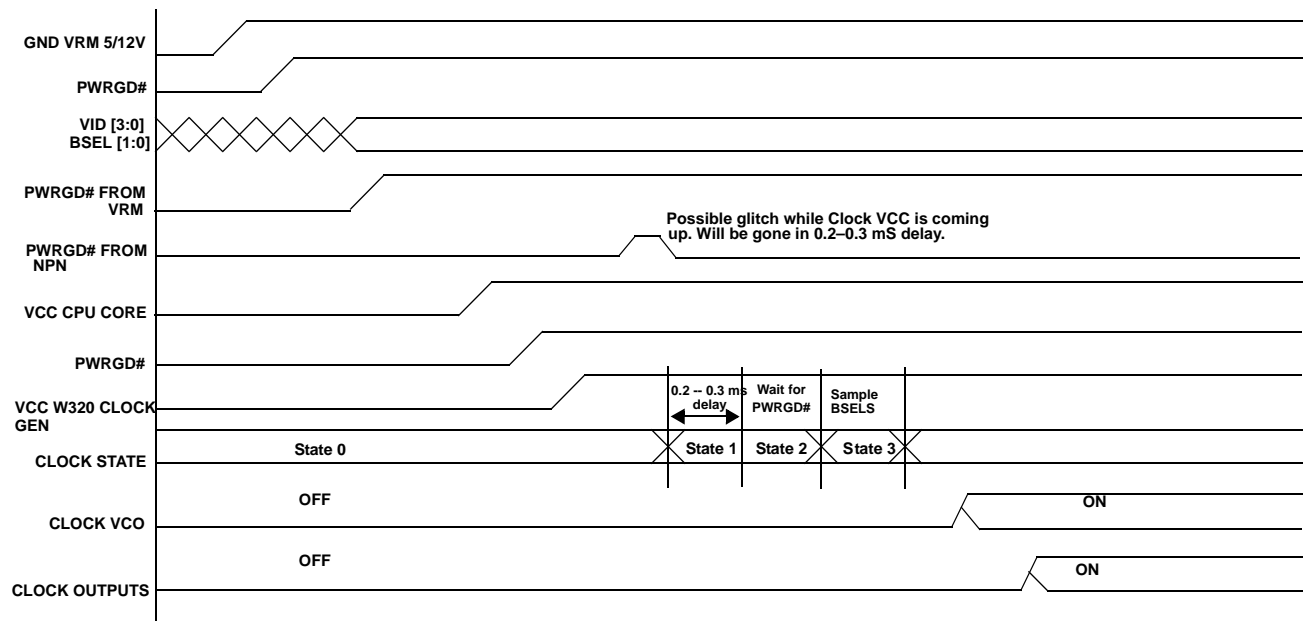 GND VRM 5/12V
PWRGD#
VID [3:0]
BSEL [1:0]
PWRGD# FROM
VRM
Possible glitch while Clock VCC is coming
up. Will be gone in 0.2–0.3 mS delay.
PWRGD# FROM
NPN
VCC CPU CORE
PWRGD#
0.2 -- 0.3 ms
delay
Wait for
PWRGD#
Sample
BSELS
VCC W320 CLOCK
GEN
CLOCK STATE
State 0
State 1
State 2
State 3
OFF
ON
CLOCK VCO
OFF
ON
CLOCK OUTPUTS